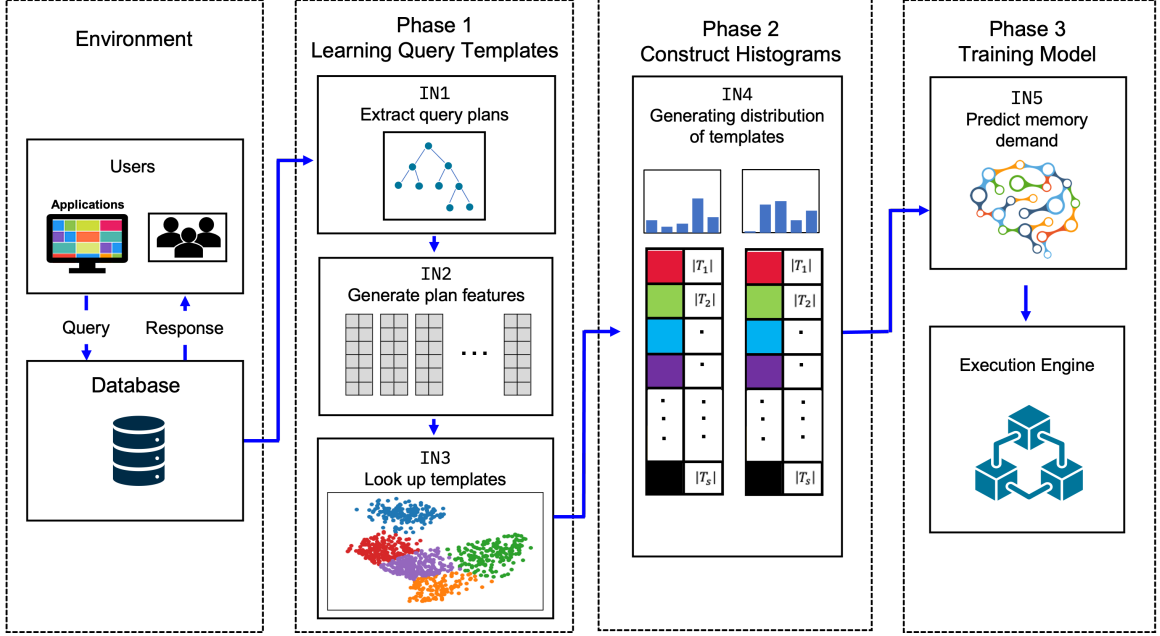 Environment
Users
Applications
Query
Response
Database
Phase 1
Learning Query Templates
IN1
Extract query plans
IN2
Generate plan features
...
IN3
Look up templates
Phase 2
Construct Histograms
IN4
Generating distribution
of templates
|T₁|
|T₂|
|Tₛ|
|T₁|
|T₂|
|Tₛ|
Phase 3
Training Model
IN5
Predict memory
demand
Execution Engine